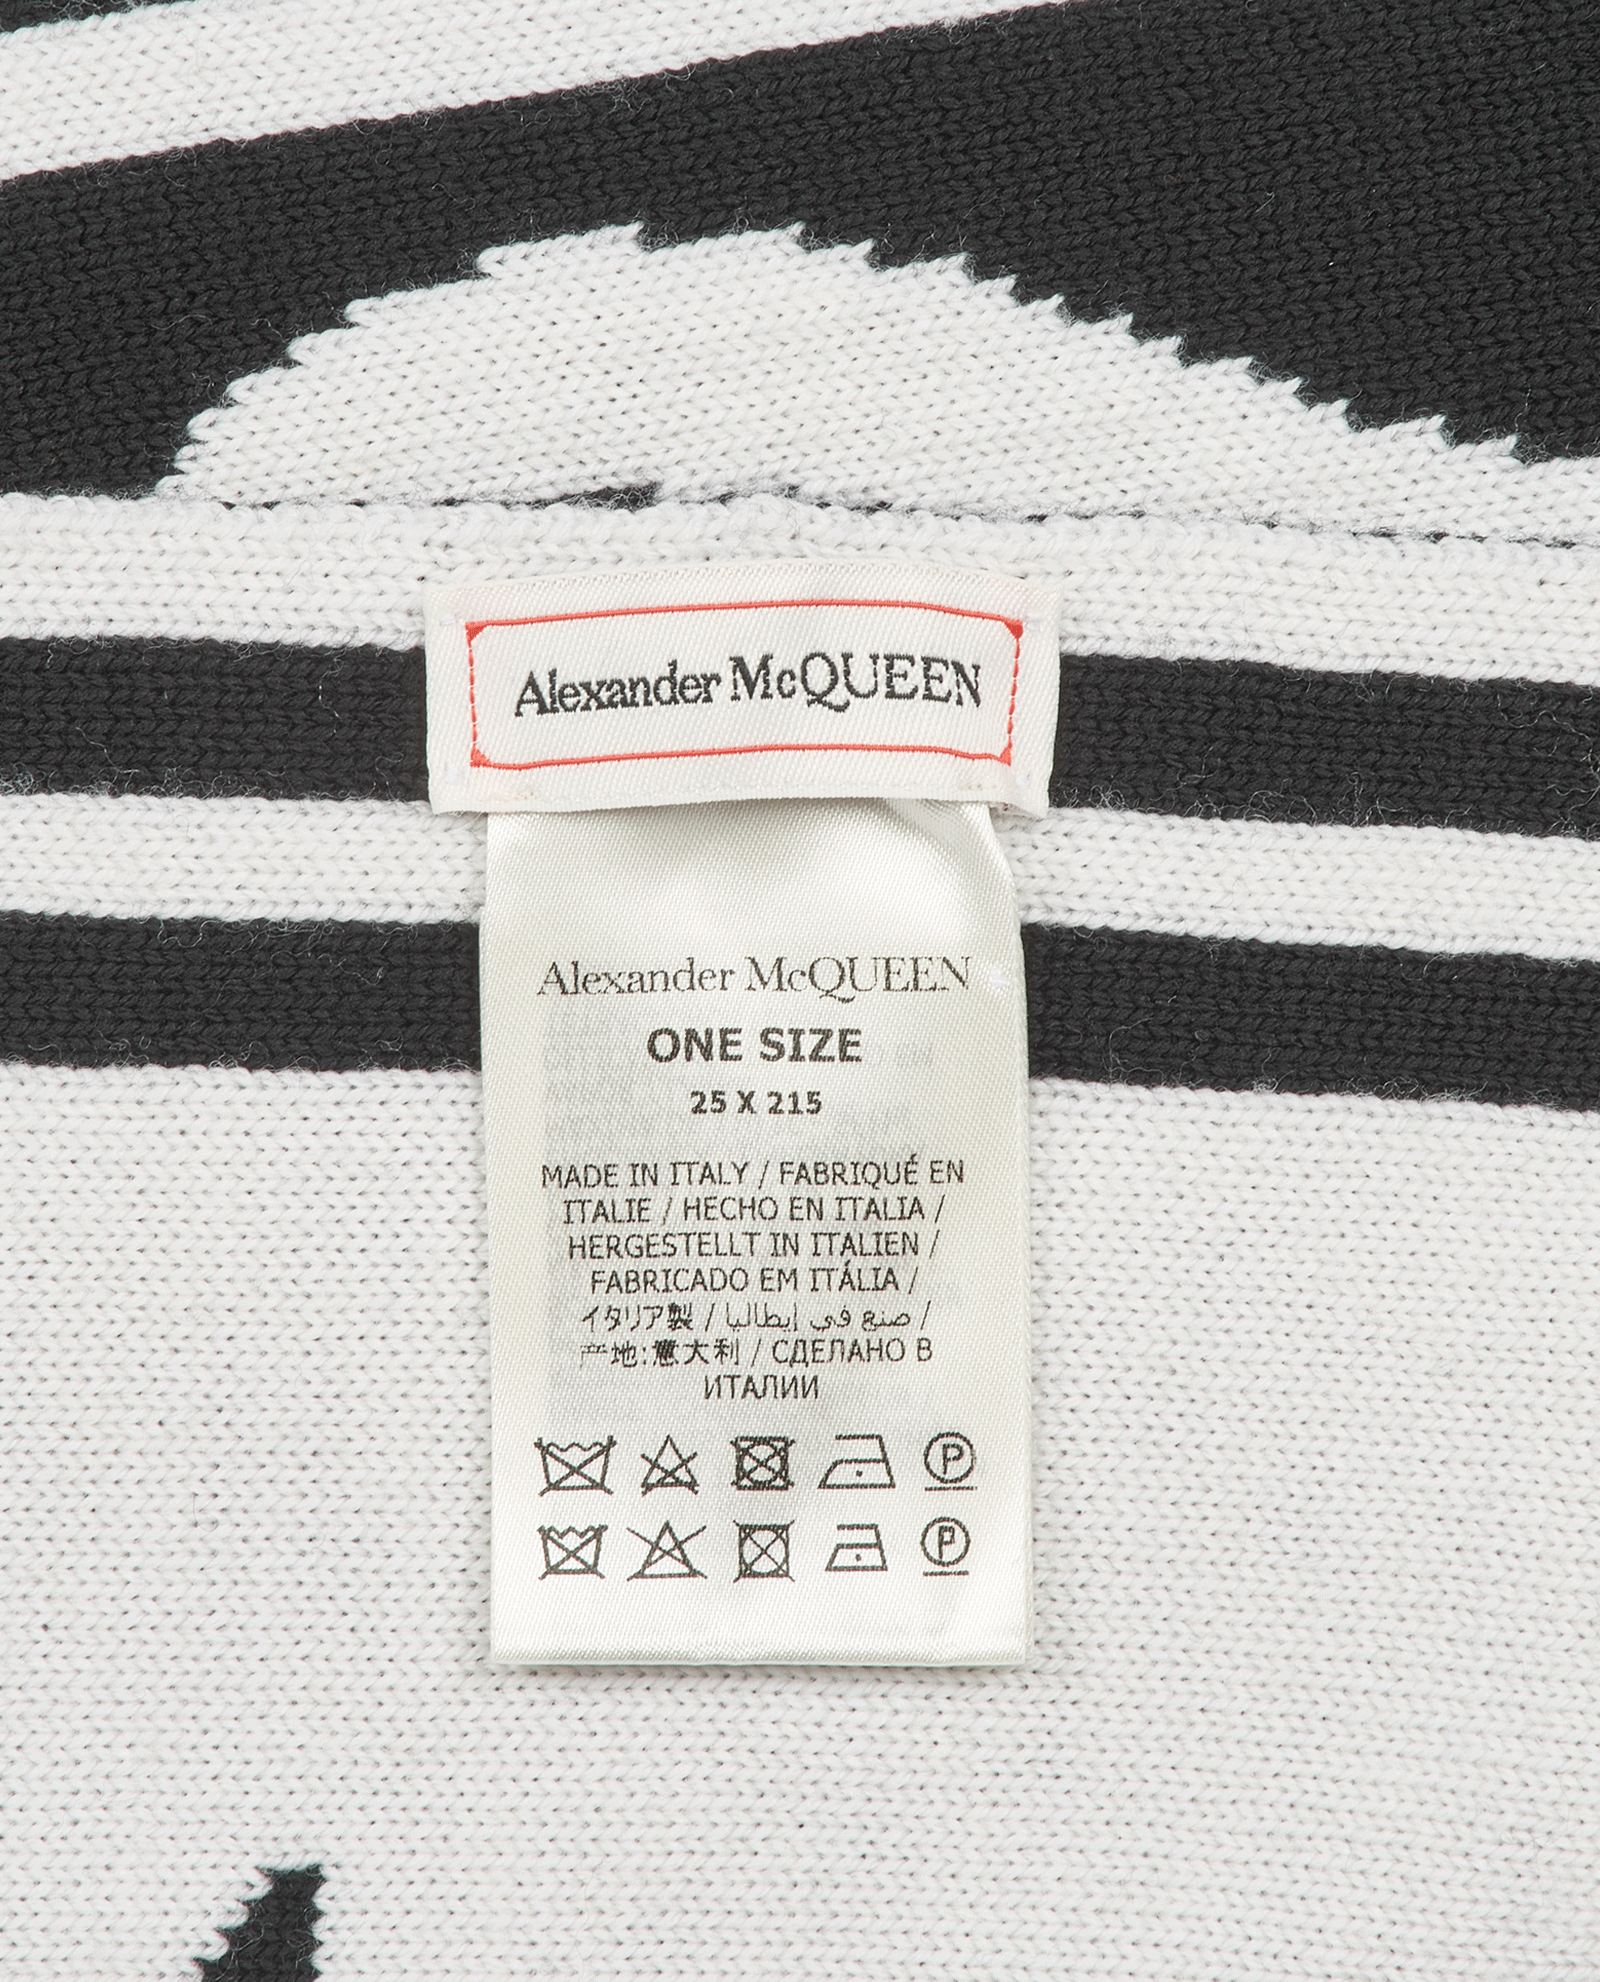 Alexander McQUEEN
Alexander McQUEEN
ONE SIZE
25 X 215
MADE IN ITALY / FABRIQUÉ EN
ITALIE / HECHO EN ITALIA /
HERGESTELLT IN ITALIEN /
FABRICADO EM ITÁLIA /
イタリア製 / صنع في إيطاليا /
产地:意大利 / СДЕЛАНО В
ИТАЛИИ
P
P